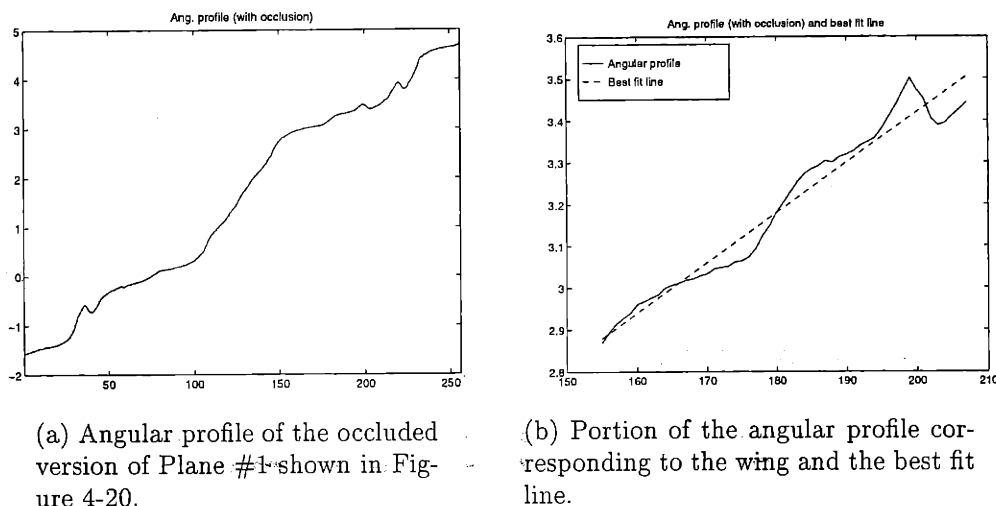 Ang. profile (with occlusion)
5
4
3
2
1
0
−1
−2
50
100
150
200
250
Ang. profile (with occlusion) and best fit line
3.6
3.5
3.4
3.3
3.2
3.1
3
2.9
2.8
Angular profile
Best fit line
150
160
170
180
190
200
210
(a) Angular profile of the occluded
version of Plane #1 shown in Fig-
ure 4-20.
(b) Portion of the angular profile cor-
responding to the wing and the best fit
line.